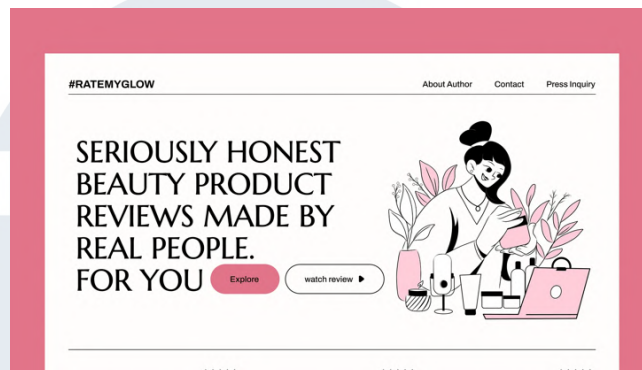 #RATEMYGLOW
About Author Contact Press Inquiry
SERIOUSLY HONEST
BEAUTY PRODUCT
REVIEWS MADE BY
REAL PEOPLE.
FOR YOU Explore watch review